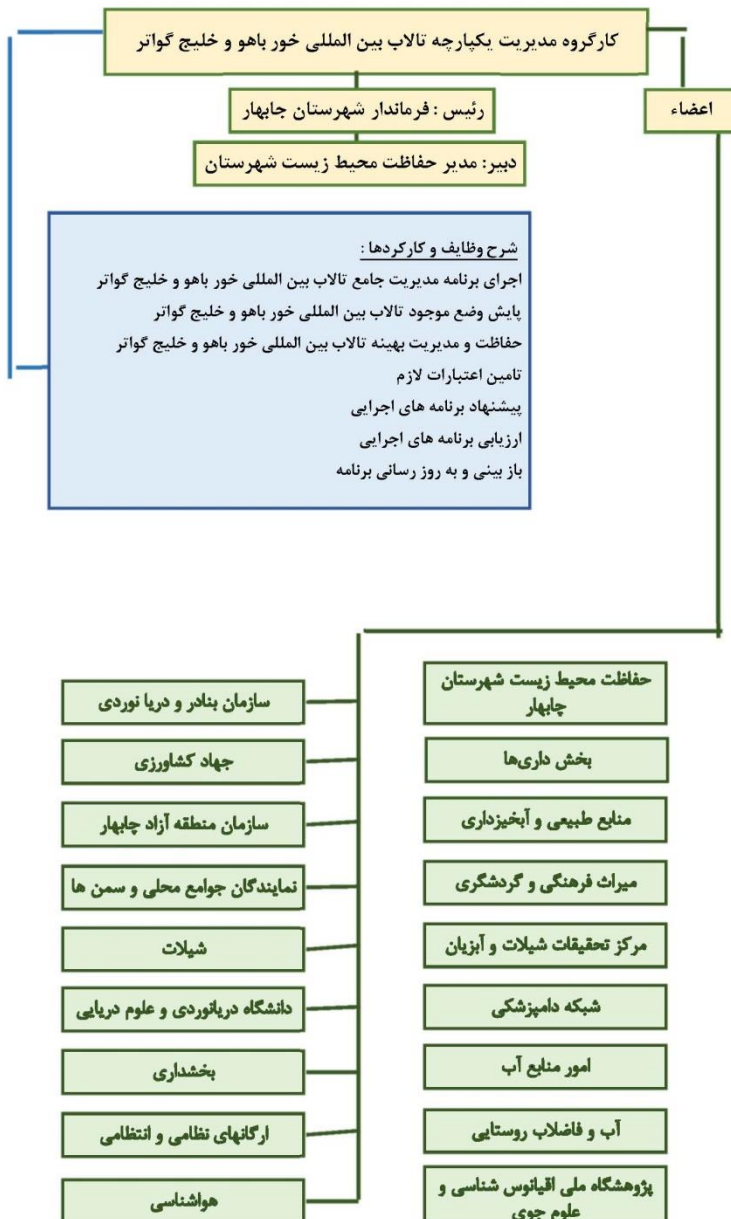 کارگروه مدیریت یکپارچه تالاب بین المللی خور باهو و خلیج گواتر
اعضاء
رئیس : فرماندار شهرستان چابهار
دبیر: مدیر حفاظت محیط زیست شهرستان
شرح وظایف و کارکردها :
اجرای برنامه مدیریت جامع تالاب بین المللی خور باهو و خلیج گواتر
پایش وضع موجود تالاب بین المللی خور باهو و خلیج گواتر
حفاظت و مدیریت بهینه تالاب بین المللی خور باهو و خلیج گواتر
تامین اعتبارات لازم
پیشنهاد برنامه های اجرایی
ارزیابی برنامه های اجرایی
باز بینی و به روز رسانی برنامه
حفاظت محیط زیست شهرستان
چابهار
بخش داری‌ها
منابع طبیعی و آبخیزداری
میراث فرهنگی و گردشگری
مرکز تحقیقات شیلات و آبزیان
شبکه دامپزشکی
امور منابع آب
آب و فاضلاب روستایی
پژوهشگاه ملی اقیانوس شناسی و
علوم جوی
سازمان بنادر و دریا نوردی
جهاد کشاورزی
سازمان منطقه آزاد چابهار
نمایندگان جوامع محلی و سمن ها
شیلات
دانشگاه دریانوردی و علوم دریایی
بخشداری
ارگانهای نظامی و انتظامی
هواشناسی